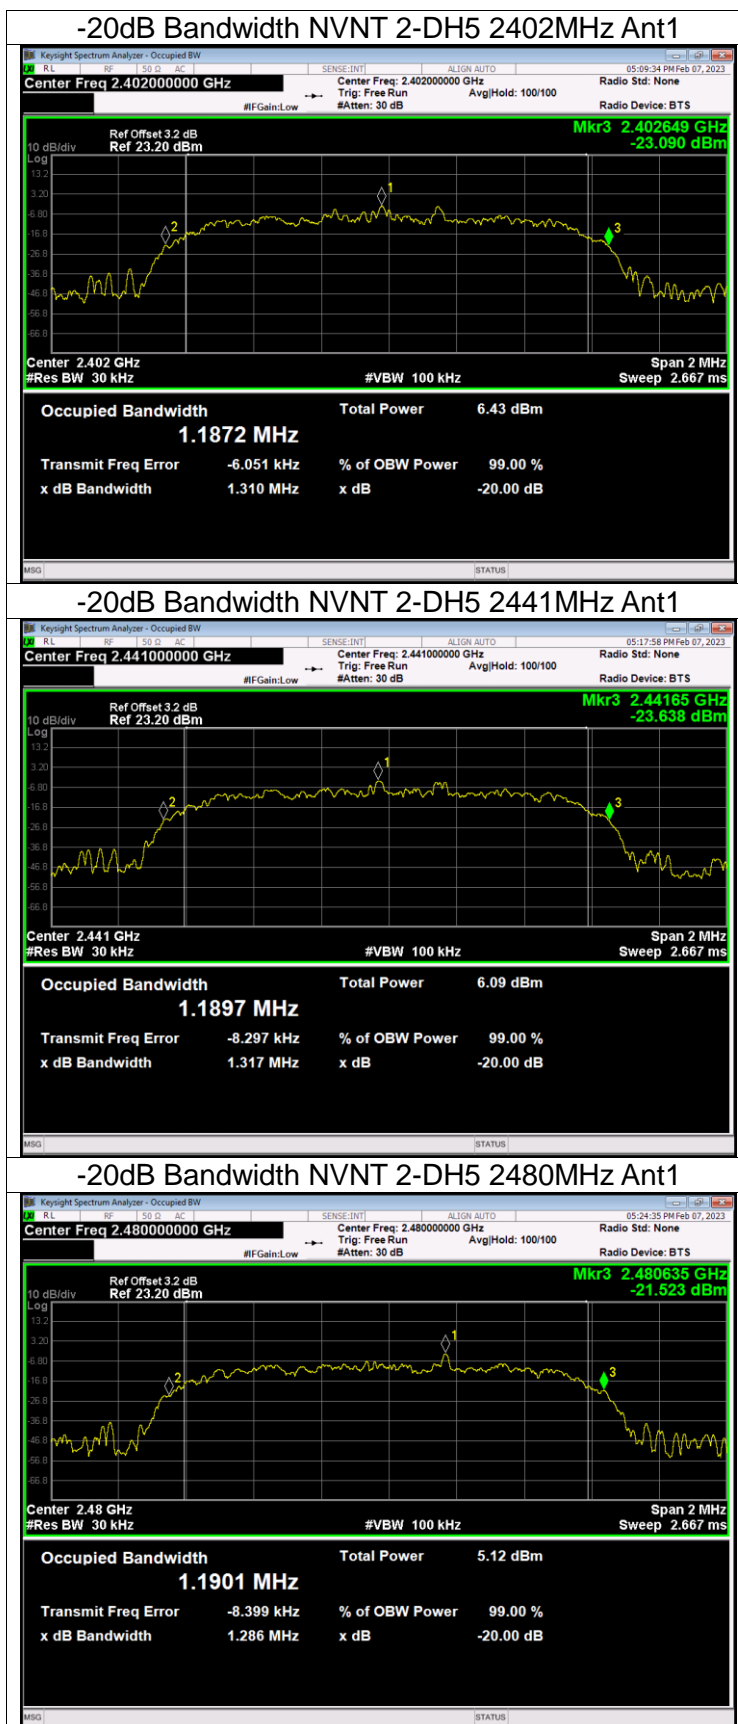 -20dB Bandwidth NVNT 2-DH5 2402MHz Ant1
Keysight Spectrum Analyzer - Occupied BW
RL RF 50 Ω AC SENSE:INT ALIGN AUTO 05:09:34 PM Feb 07, 2023
Center Freq 2.402000000 GHz Center Freq: 2.402000000 GHz Radio Std: None
Trig: Free Run Avg|Hold: 100/100
#IFGain:Low #Atten: 30 dB Radio Device: BTS
Mkr3 2.402649 GHz
-23.090 dBm
Ref Offset 3.2 dB
10 dB/div Ref 23.20 dBm
Log
13.2
3.20
-6.80
-16.8
-26.8
-36.8
-46.8
-56.8
-66.8
1
2
3
Center 2.402 GHz Span 2 MHz
#Res BW 30 kHz #VBW 100 kHz Sweep 2.667 ms
Occupied Bandwidth Total Power 6.43 dBm
1.1872 MHz
Transmit Freq Error -6.051 kHz % of OBW Power 99.00 %
x dB Bandwidth 1.310 MHz x dB -20.00 dB
MSG STATUS
-20dB Bandwidth NVNT 2-DH5 2441MHz Ant1
Keysight Spectrum Analyzer - Occupied BW
RL RF 50 Ω AC SENSE:INT ALIGN AUTO 05:17:58 PM Feb 07, 2023
Center Freq 2.441000000 GHz Center Freq: 2.441000000 GHz Radio Std: None
Trig: Free Run Avg|Hold: 100/100
#IFGain:Low #Atten: 30 dB Radio Device: BTS
Mkr3 2.44165 GHz
-23.638 dBm
Ref Offset 3.2 dB
10 dB/div Ref 23.20 dBm
Log
13.2
3.20
-6.80
-16.8
-26.8
-36.8
-46.8
-56.8
-66.8
1
2
3
Center 2.441 GHz Span 2 MHz
#Res BW 30 kHz #VBW 100 kHz Sweep 2.667 ms
Occupied Bandwidth Total Power 6.09 dBm
1.1897 MHz
Transmit Freq Error -8.297 kHz % of OBW Power 99.00 %
x dB Bandwidth 1.317 MHz x dB -20.00 dB
MSG STATUS
-20dB Bandwidth NVNT 2-DH5 2480MHz Ant1
Keysight Spectrum Analyzer - Occupied BW
RL RF 50 Ω AC SENSE:INT ALIGN AUTO 05:24:35 PM Feb 07, 2023
Center Freq 2.480000000 GHz Center Freq: 2.480000000 GHz Radio Std: None
Trig: Free Run Avg|Hold: 100/100
#IFGain:Low #Atten: 30 dB Radio Device: BTS
Mkr3 2.480635 GHz
-21.523 dBm
Ref Offset 3.2 dB
10 dB/div Ref 23.20 dBm
Log
13.2
3.20
-6.80
-16.8
-26.8
-36.8
-46.8
-56.8
-66.8
1
2
3
Center 2.48 GHz Span 2 MHz
#Res BW 30 kHz #VBW 100 kHz Sweep 2.667 ms
Occupied Bandwidth Total Power 5.12 dBm
1.1901 MHz
Transmit Freq Error -8.399 kHz % of OBW Power 99.00 %
x dB Bandwidth 1.286 MHz x dB -20.00 dB
MSG STATUS